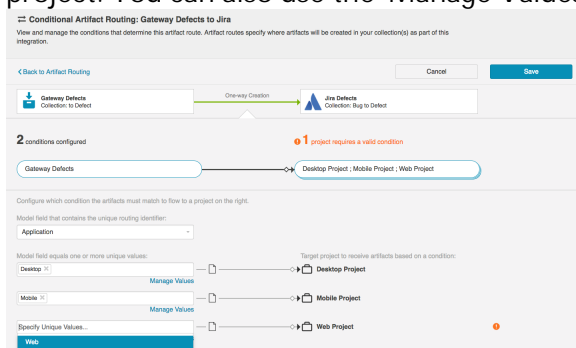 project. You can also use the "Manage Values
Conditional Artifact Routing: Gateway Defects to Jira
View and manage the conditions that determine this artifact route. Artifact routes specify where artifacts will be created in your collection(s) as part of this
integration.
Back to Artifact Routing
Cancel
Save
Gateway Defects
Collection: to Defect
One-way Creation
Jira Defects
Collection: Bug to Defect
2 conditions configured
1 project requires a valid condition
Gateway Defects
Desktop Project ; Mobile Project ; Web Project
Configure which condition the artifacts must match to flow to a project on the right.
Model field that contains the unique routing identifier:
Application
Model field equals one or more unique values:
Target project to receive artifacts based on a condition:
Desktop
Desktop Project
Manage Values
Mobile
Mobile Project
Manage Values
Specify Unique Values...
Web Project
Web